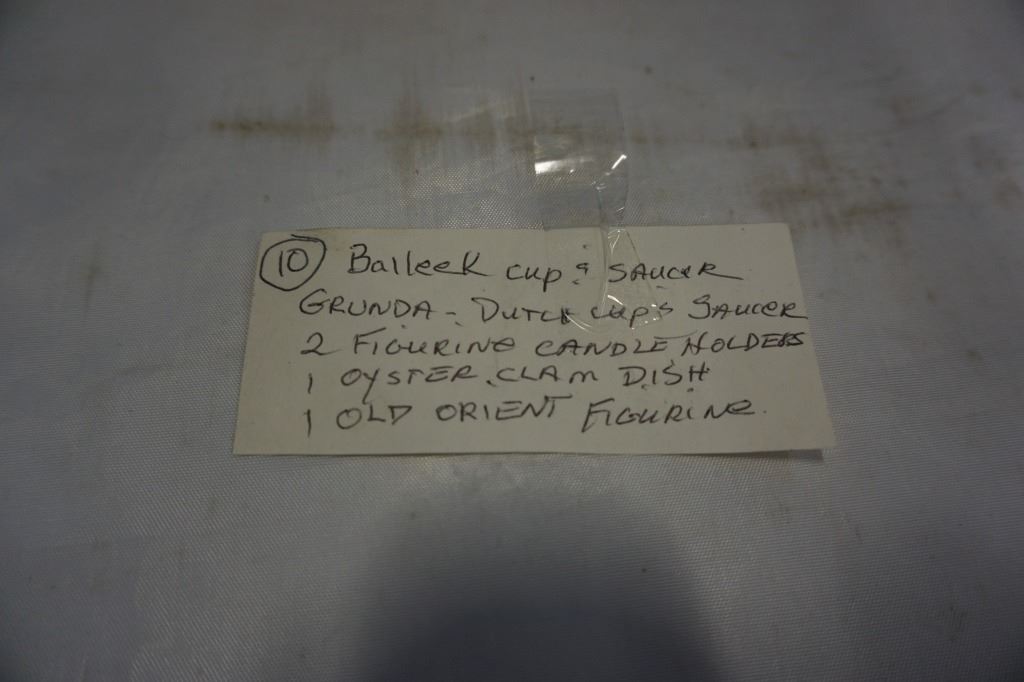 10 Balleek cup & SAUCER
GRUNDA - DUTCH cup & SAUCER
2 FIGURINE CANDLE HOLDERS
1 OYSTER. CLAM DISH
1 OLD ORIENT FIGURINE.